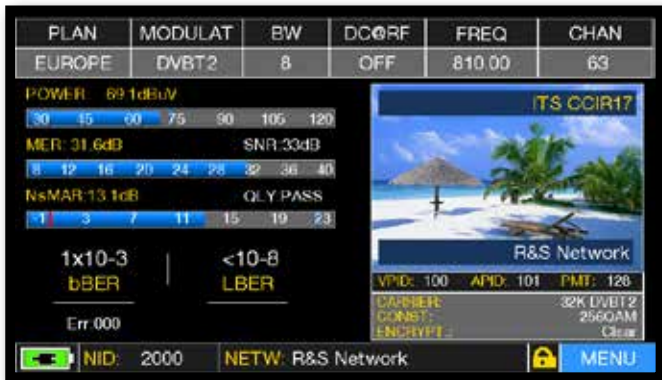 PLAN MODULAT BW DC@RF FREQ CHAN
EUROPE DVBT2 8 OFF 810.00 63
POWER: 69.1dBuV
30 45 60 75 90 105 120
MER: 31.6dB SNR:33dB
8 12 16 20 24 28 32 36 40
NsMAR:13.1dB QLY:PASS
-1 3 7 11 15 19 23
1x10-3 <10-8
bBER LBER
Err:000
ITS CCIR17
R&S Network
VPID: 100 APID: 101 PMT: 128
CARRIER: 32K DVBT2
CONST: 256QAM
ENCRYPT.: Clear
NID: 2000 NETW: R&S Network MENU